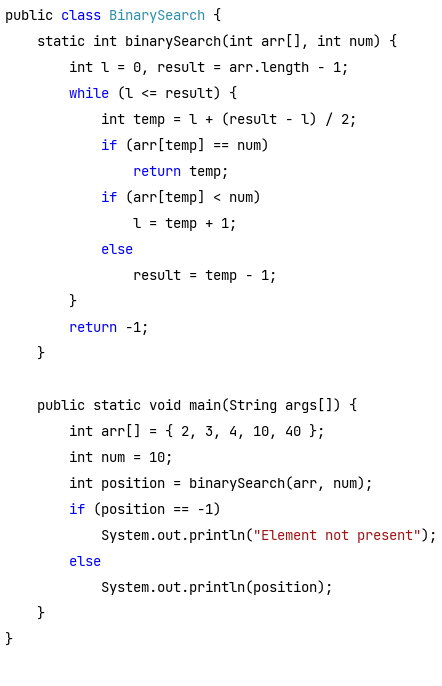 public class BinarySearch {
    static int binarySearch(int arr[], int num) {
        int l = 0, result = arr.length - 1;
        while (l <= result) {
            int temp = l + (result - l) / 2;
            if (arr[temp] == num)
                return temp;
            if (arr[temp] < num)
                l = temp + 1;
            else
                result = temp - 1;
        }
        return -1;
    }

    public static void main(String args[]) {
        int arr[] = { 2, 3, 4, 10, 40 };
        int num = 10;
        int position = binarySearch(arr, num);
        if (position == -1)
            System.out.println("Element not present");
        else
            System.out.println(position);
    }
}